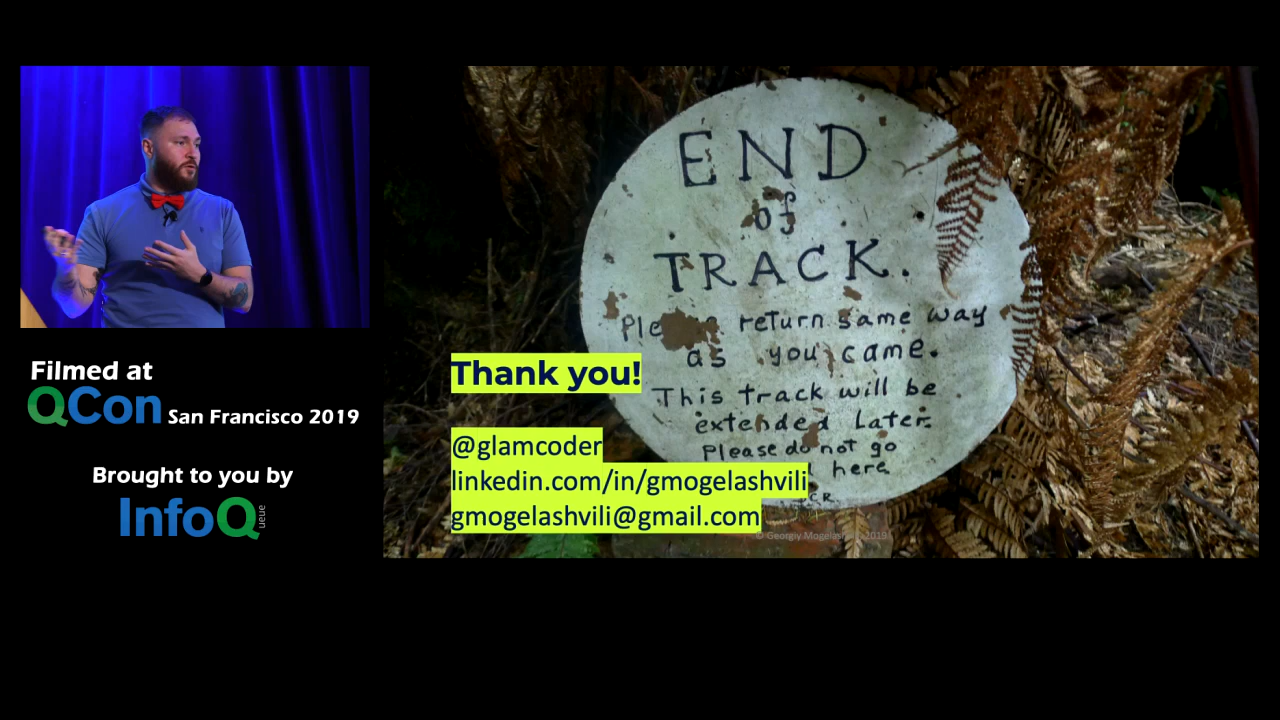 Filmed at
QCon San Francisco 2019
Brought to you by
InfoQ
END
of
TRACK.
return same way
as you came.
This track will be
extended Later.
Please do not go
here
Thank you!
@glamcoder
linkedin.com/in/gmogelashvili
gmogelashvili@gmail.com
2019